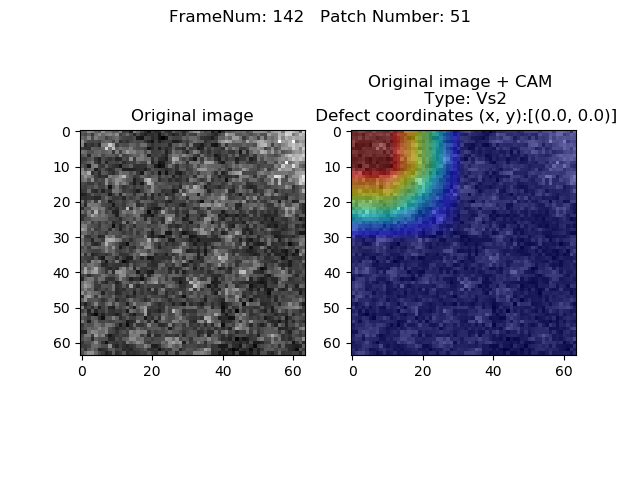 FrameNum: 142   Patch Number: 51
Original image
0
10
20
30
40
50
60
0 20 40 60
Original image + CAM
Type: Vs2
Defect coordinates (x, y):[(0.0, 0.0)]
0
10
20
30
40
50
60
0 20 40 60